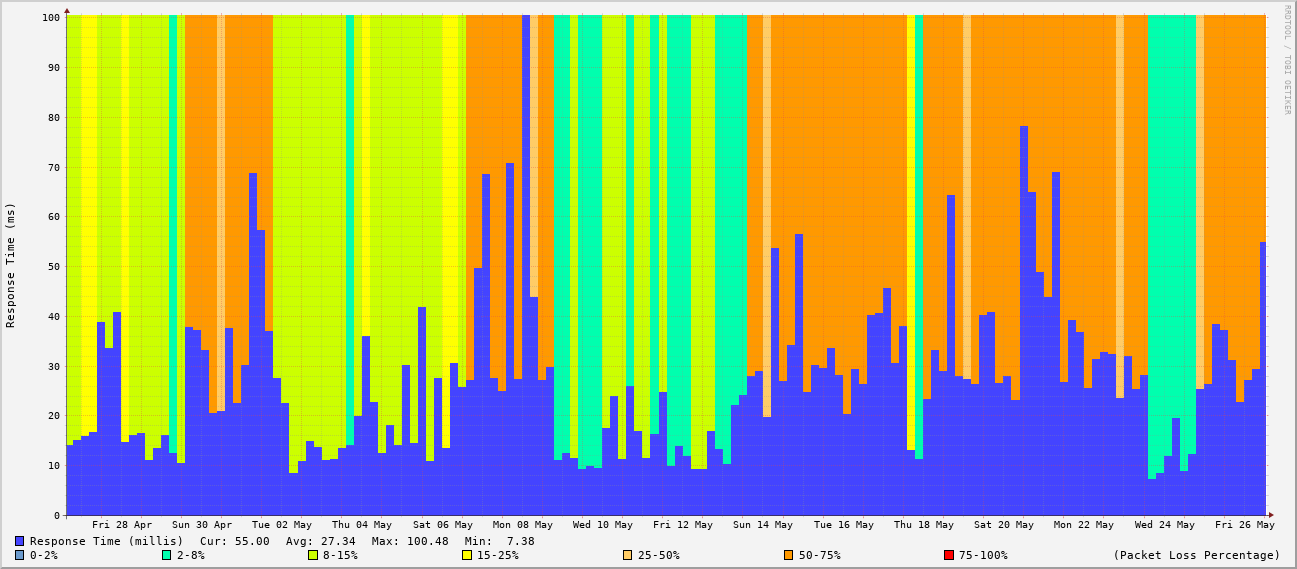 RRDTOOL / TOBI OETIKER
Response Time (ms)
100
90
80
70
60
50
40
30
20
10
0
Fri 28 Apr Sun 30 Apr Tue 02 May Thu 04 May Sat 06 May Mon 08 May Wed 10 May Fri 12 May Sun 14 May Tue 16 May Thu 18 May Sat 20 May Mon 22 May Wed 24 May Fri 26 May
Response Time (millis) Cur: 55.00 Avg: 27.34 Max: 100.48 Min: 7.38
0-2% 2-8% 8-15% 15-25% 25-50% 50-75% 75-100% (Packet Loss Percentage)